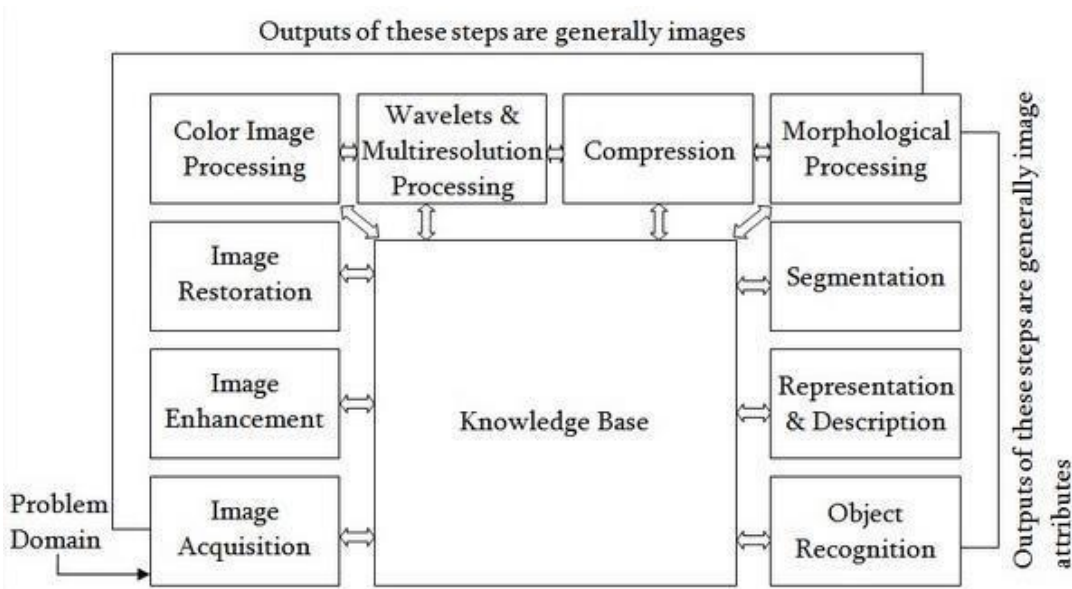 Outputs of these steps are generally images
Color Image
Processing
Wavelets &
Multiresolution
Processing
Compression
Morphological
Processing
Image
Restoration
Segmentation
Image
Enhancement
Knowledge Base
Representation
& Description
Problem
Domain
Image
Acquisition
Object
Recognition
Outputs of these steps are generally image
attributes